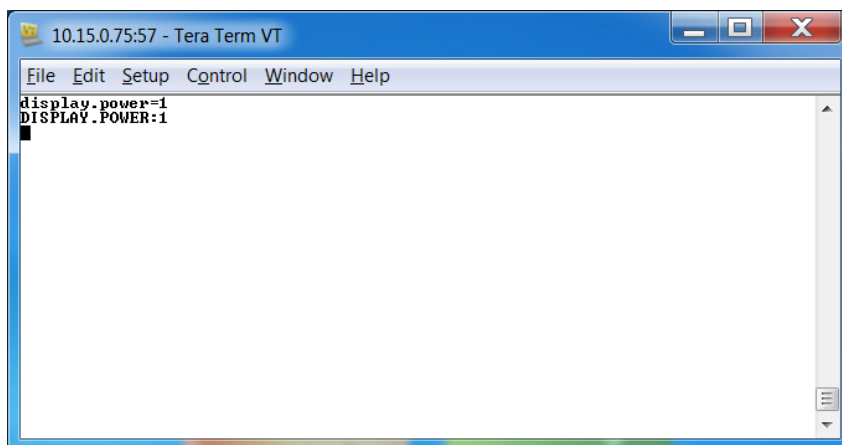 10.15.0.75:57 - Tera Term VT
File Edit Setup Control Window Help
display.power=1
DISPLAY.POWER:1